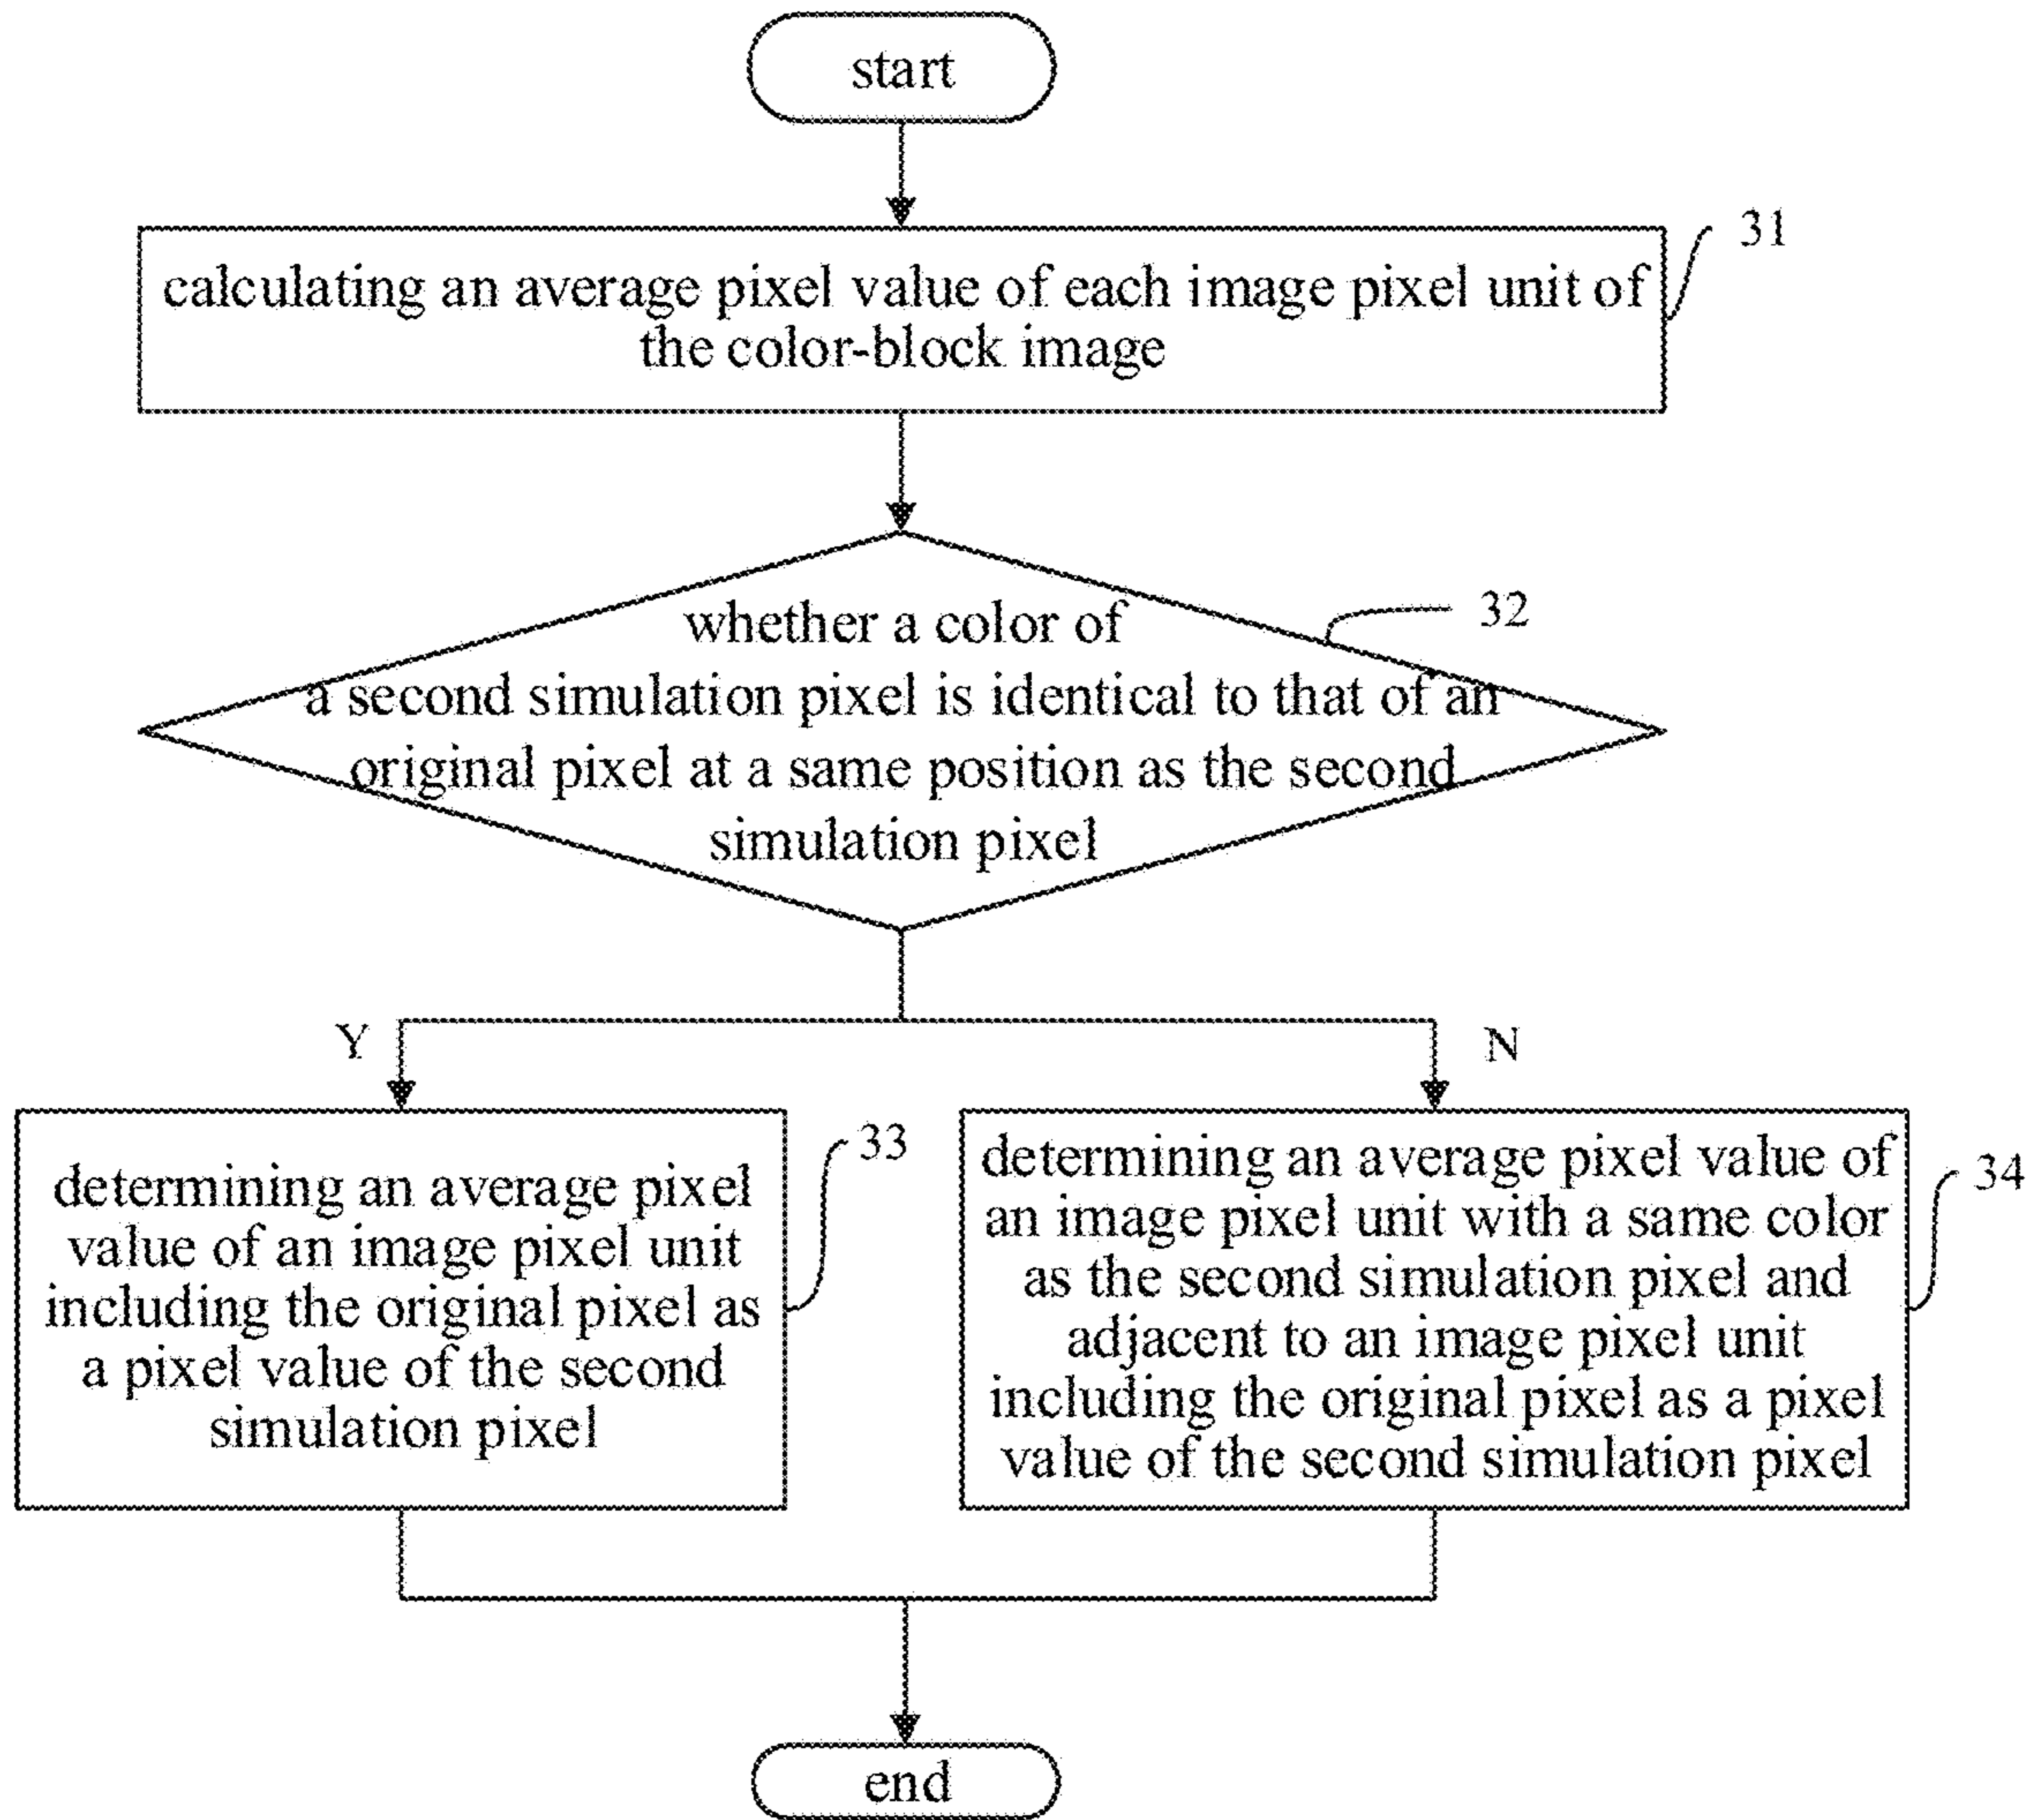 start
31
calculating an average pixel value of each image pixel unit of
the color-block image
32
whether a color of
a second simulation pixel is identical to that of an
original pixel at a same position as the second
simulation pixel
Y
N
33
determining an average pixel
value of an image pixel unit
including the original pixel as
a pixel value of the second
simulation pixel
34
determining an average pixel value of
an image pixel unit with a same color
as the second simulation pixel and
adjacent to an image pixel unit
including the original pixel as a pixel
value of the second simulation pixel
end